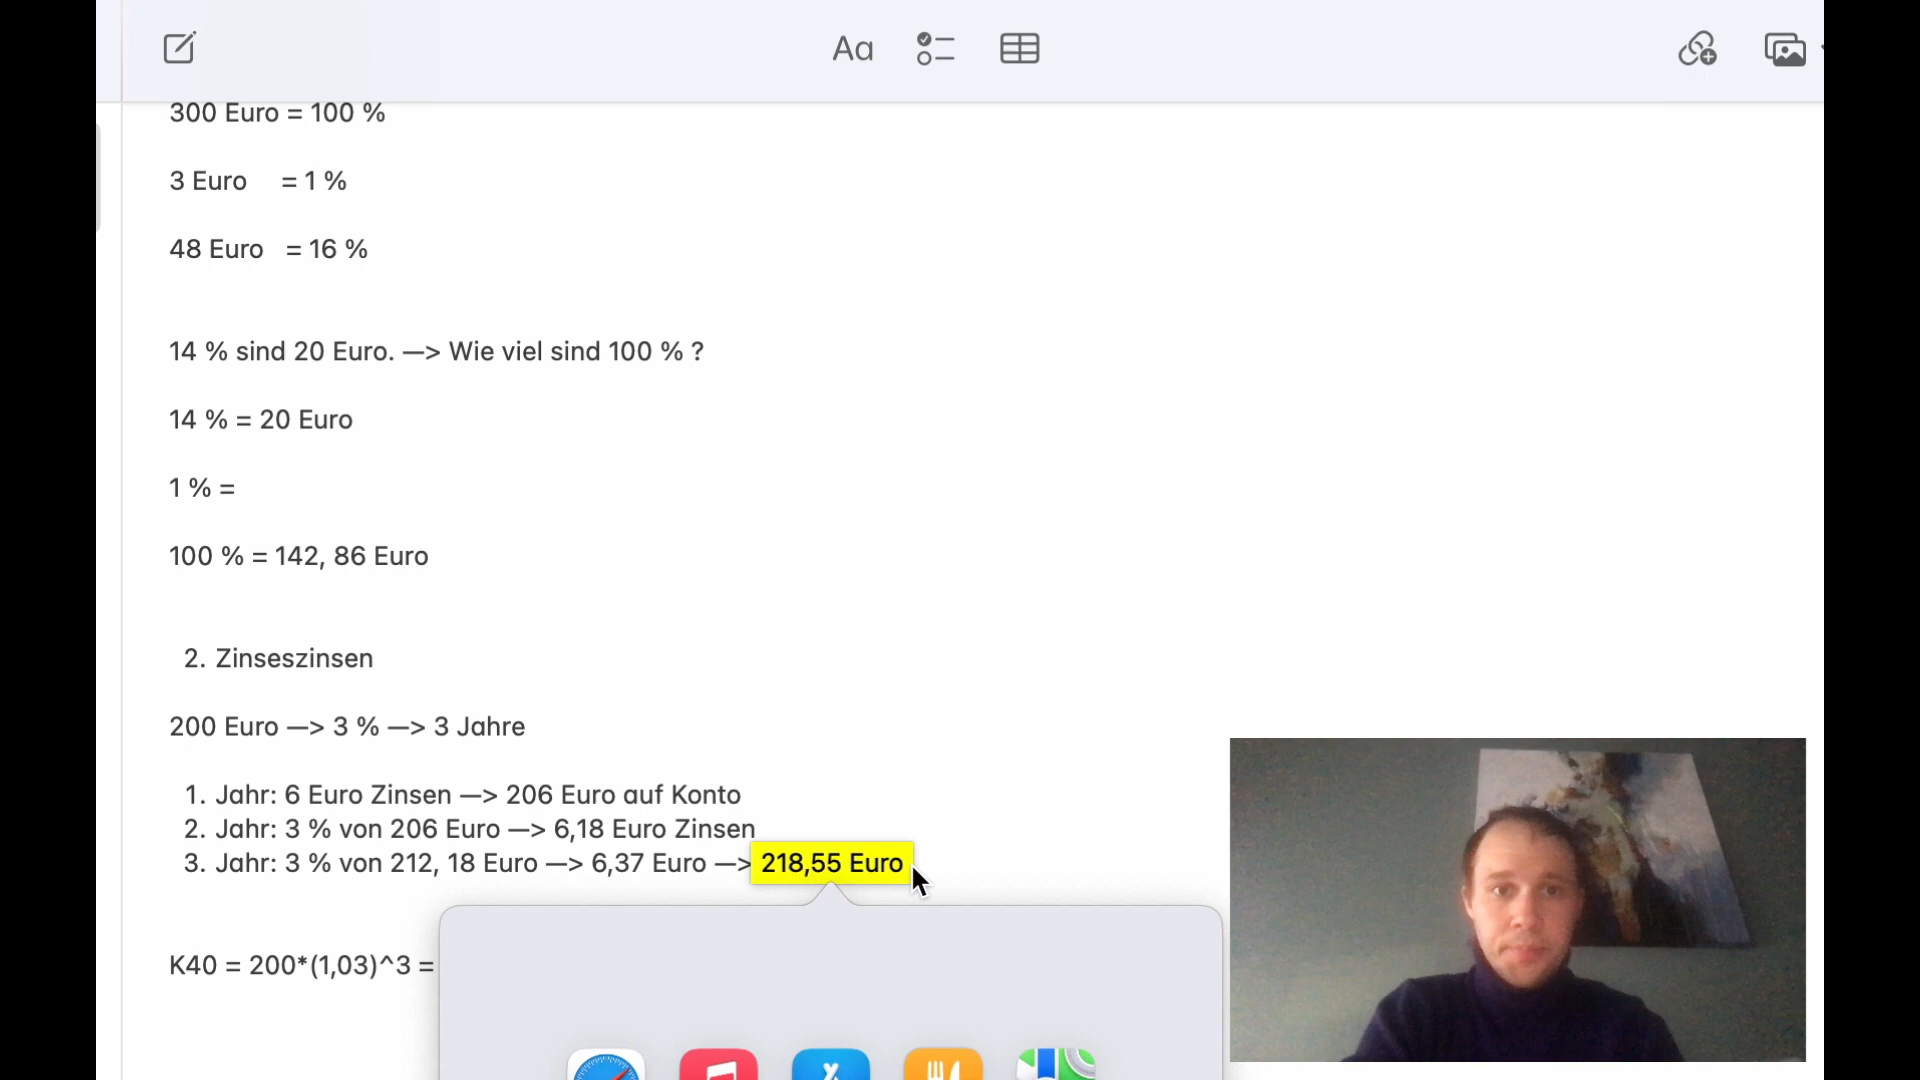 Aa
300 Euro = 100 %
3 Euro = 1 %
48 Euro = 16 %
14 % sind 20 Euro. —> Wie viel sind 100 % ?
14 % = 20 Euro
1 % =
100 % = 142, 86 Euro
2. Zinseszinsen
200 Euro —> 3 % —> 3 Jahre
1. Jahr: 6 Euro Zinsen —> 206 Euro auf Konto
2. Jahr: 3 % von 206 Euro —> 6,18 Euro Zinsen
3. Jahr: 3 % von 212, 18 Euro —> 6,37 Euro —> 218,55 Euro
K40 = 200*(1,03)^3 =